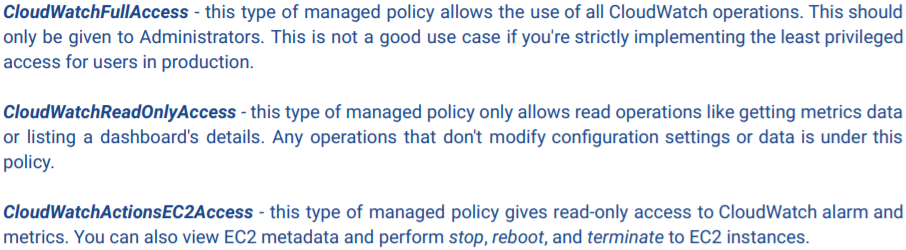 CloudWatchFullAccess - this type of managed policy allows the use of all CloudWatch operations. This should
only be given to Administrators. This is not a good use case if you're strictly implementing the least privileged
access for users in production.
CloudWatchReadOnlyAccess - this type of managed policy only allows read operations like getting metrics data
or listing a dashboard's details. Any operations that don't modify configuration settings or data is under this
policy.
CloudWatchActionsEC2Access - this type of managed policy gives read-only access to CloudWatch alarm and
metrics. You can also view EC2 metadata and perform stop, reboot, and terminate to EC2 instances.